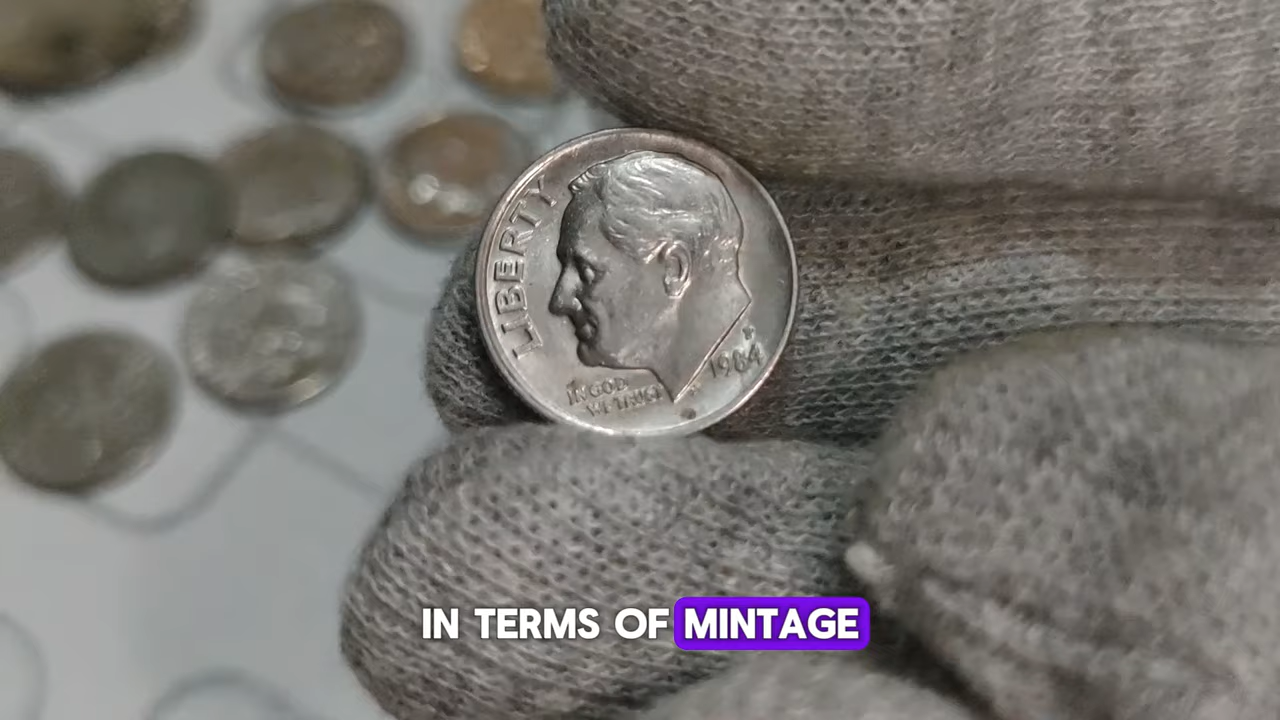 LIBERTY
IN GOD
WE TRUST
P
1984
IN TERMS OF MINTAGE